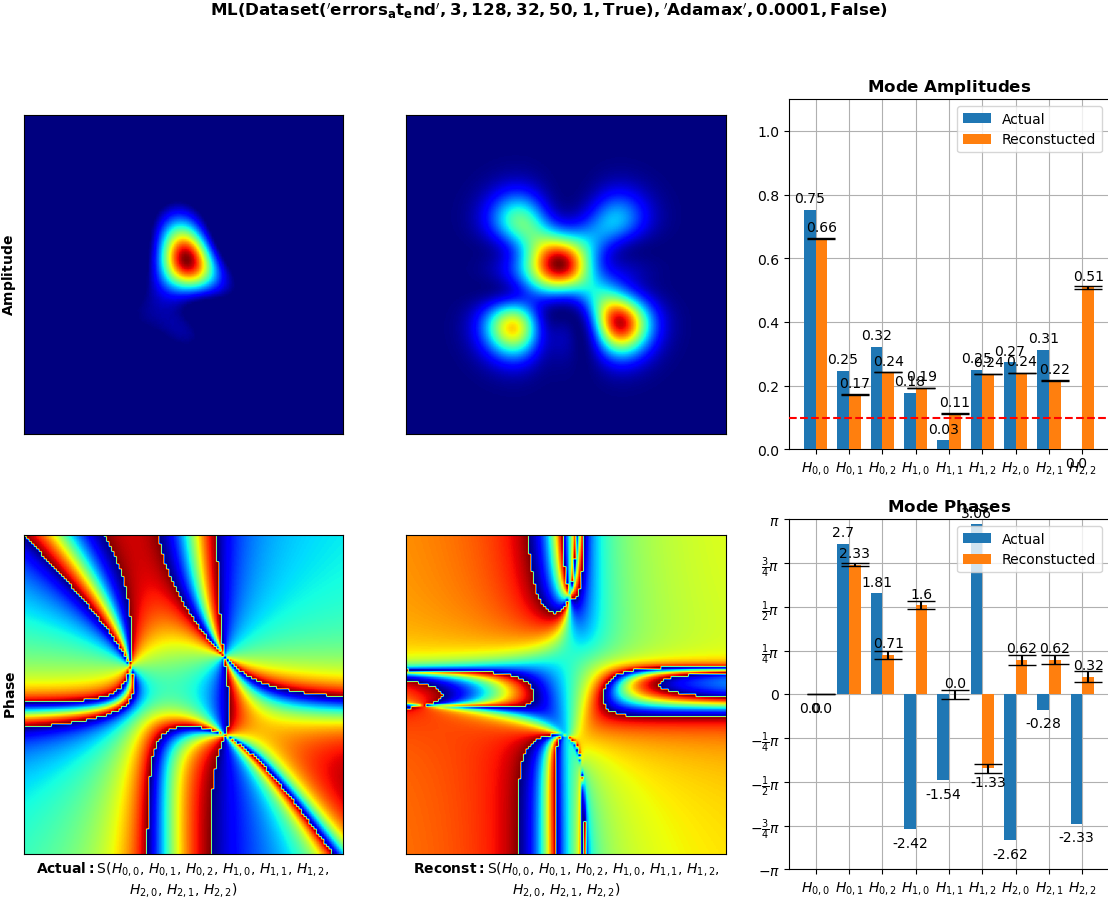 ML(Dataset('errors_at_end', 3, 128, 32, 50, 1, True), 'Adamax', 0.0001, False)
Amplitude
Mode Amplitudes
Actual
Reconstucted
1.0
0.8
0.6
0.4
0.2
0.0
0.75
0.66
0.25
0.17
0.32
0.24
0.18
0.19
0.03
0.11
0.25
0.24
0.27
0.24
0.31
0.22
0.0
0.51
H0,0 H0,1 H0,2 H1,0 H1,1 H1,2 H2,0 H2,1 H2,2
Phase
Mode Phases
Actual
Reconstucted
π
3/4π
1/2π
1/4π
0
−1/4π
−1/2π
−3/4π
−π
0.0
0.0
2.7
2.33
1.81
0.71
-2.42
1.6
-1.54
0.0
3.06
-1.33
-2.62
0.62
-0.28
0.62
-2.33
0.32
H0,0 H0,1 H0,2 H1,0 H1,1 H1,2 H2,0 H2,1 H2,2
Actual: S(H0,0, H0,1, H0,2, H1,0, H1,1, H1,2,
H2,0, H2,1, H2,2)
Reconst: S(H0,0, H0,1, H0,2, H1,0, H1,1, H1,2,
H2,0, H2,1, H2,2)